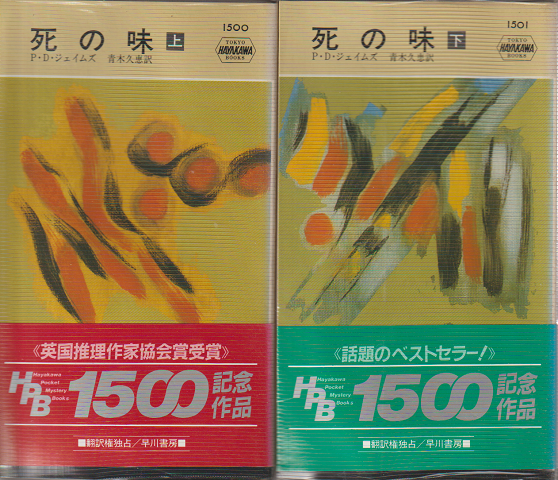 1500
死の味 上
TOKYO
HAYAKAWA
BOOKS
P・D・ジェイムズ 青木久惠訳
《英国推理作家協会賞受賞》
HPB
Hayakawa
Pocket
Mystery
Books
1500
記念
作品
■翻訳権独占/早川書房■
1501
死の味 下
TOKYO
HAYAKAWA
BOOKS
P・D・ジェイムズ 青木久惠訳
《話題のベストセラー!》
HPB
Hayakawa
Pocket
Mystery
Books
1500
記念
作品
■翻訳権独占/早川書房■